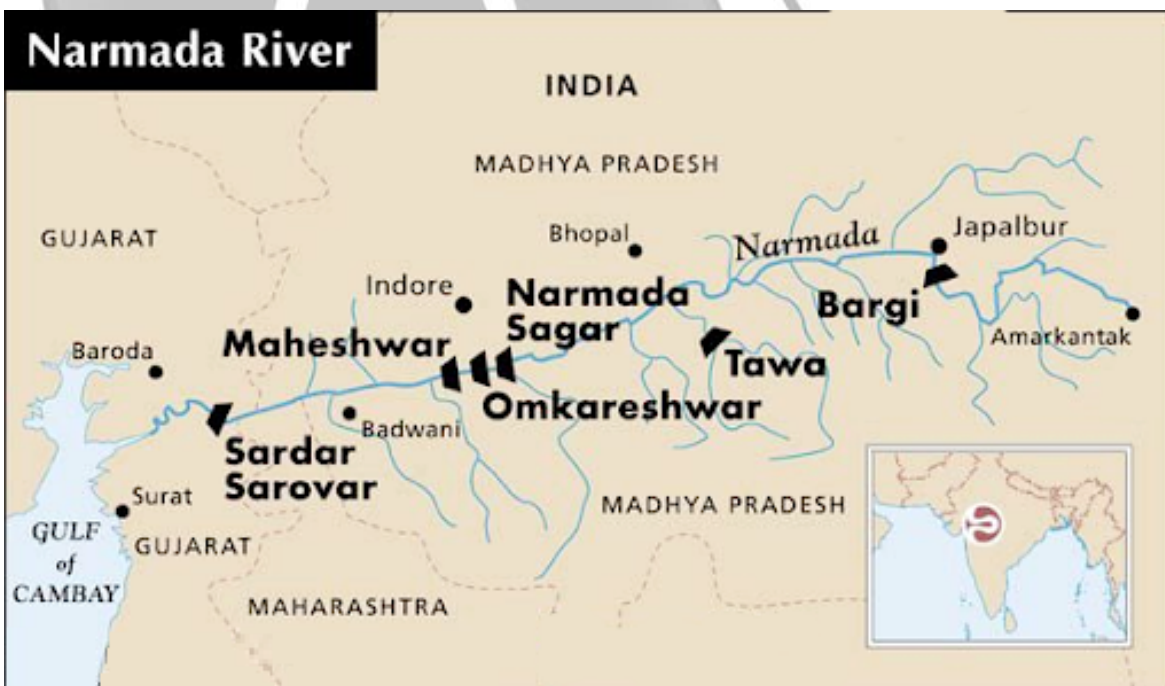 Narmada River
INDIA
MADHYA PRADESH
GUJARAT
Bhopal
Narmada
Japalbur
Indore
Narmada
Sagar
Bargi
Maheshwar
Amarkantak
Baroda
Tawa
Omkareshwar
Badwani
Sardar
Sarovar
Surat
MADHYA PRADESH
GULF
of
CAMBAY
GUJARAT
MAHARASHTRA